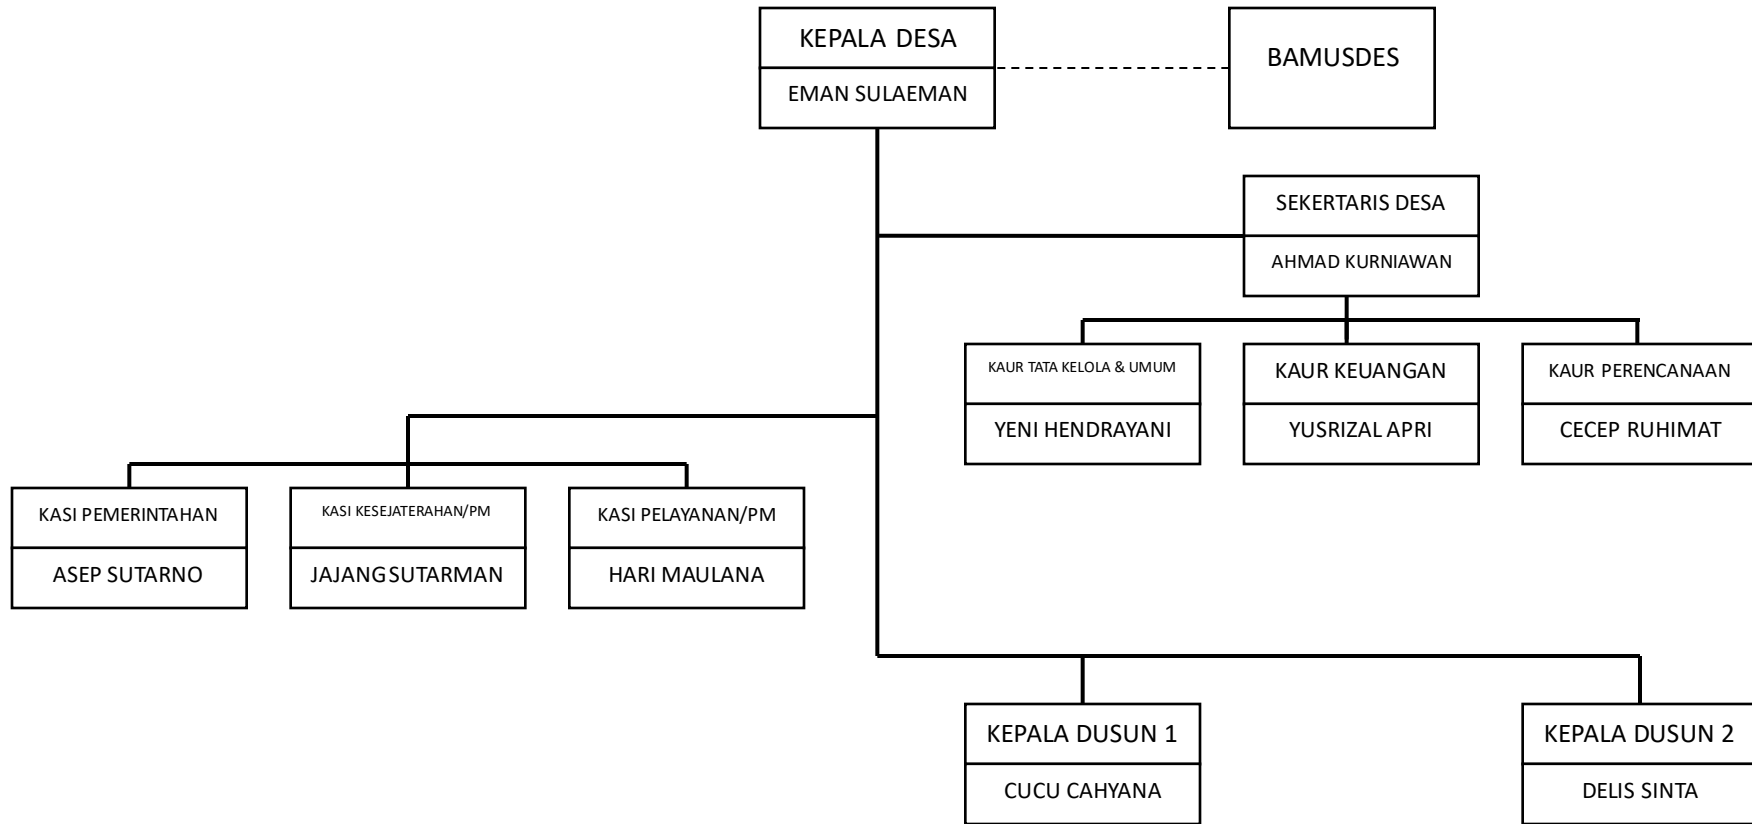 KEPALA DESA
EMAN SULAEMAN
BAMUSDES
SEKERTARIS DESA
AHMAD KURNIAWAN
KAUR TATA KELOLA & UMUM
YENI HENDRAYANI
KAUR KEUANGAN
YUSRIZAL APRI
KAUR PERENCANAAN
CECEP RUHIMAT
KASI PEMERINTAHAN
ASEP SUTARNO
KASI KESEJATERAHAN/PM
JAJANG SUTARMAN
KASI PELAYANAN/PM
HARI MAULANA
KEPALA DUSUN 1
CUCU CAHYANA
KEPALA DUSUN 2
DELIS SINTA